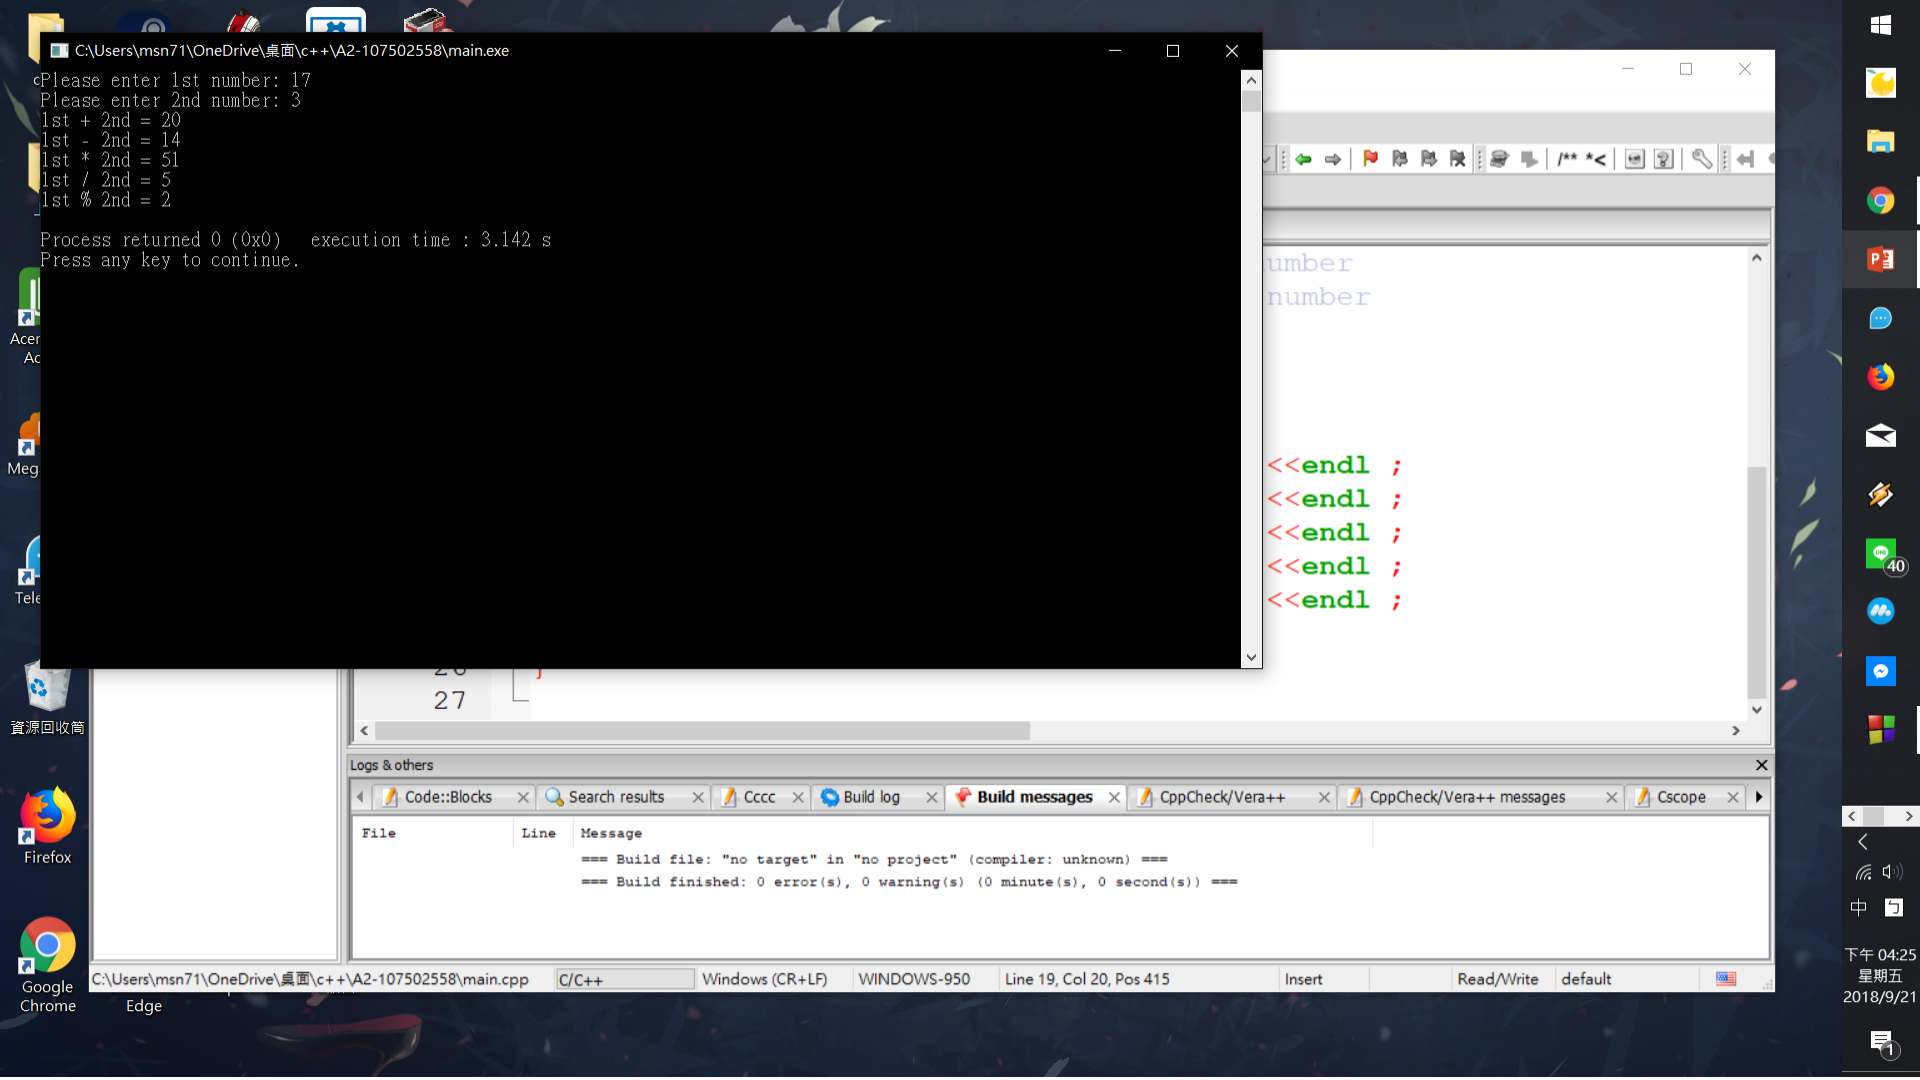 C:\Users\msn71\OneDrive\桌面\c++\A2-107502558\main.exe
Please enter 1st number: 17
Please enter 2nd number: 3
1st + 2nd = 20
1st - 2nd = 14
1st * 2nd = 51
1st / 2nd = 5
1st % 2nd = 2
Process returned 0 (0x0)   execution time : 3.142 s
Press any key to continue.
/** *<
umber
number
<<endl ;
<<endl ;
<<endl ;
<<endl ;
<<endl ;
27
Logs & others
Code::Blocks
Search results
Cccc
Build log
Build messages
CppCheck/Vera++
CppCheck/Vera++ messages
Cscope
File
Line
Message
=== Build file: "no target" in "no project" (compiler: unknown) ===
=== Build finished: 0 error(s), 0 warning(s) (0 minute(s), 0 second(s)) ===
C:\Users\msn71\OneDrive\桌面\c++\A2-107502558\main.cpp
C/C++
Windows (CR+LF)
WINDOWS-950
Line 19, Col 20, Pos 415
Insert
Read/Write
default
Acer
Ac
Meg
Tele
資源回收筒
Firefox
Google
Chrome
Edge
40
中
下午 04:25
星期五
2018/9/21
1